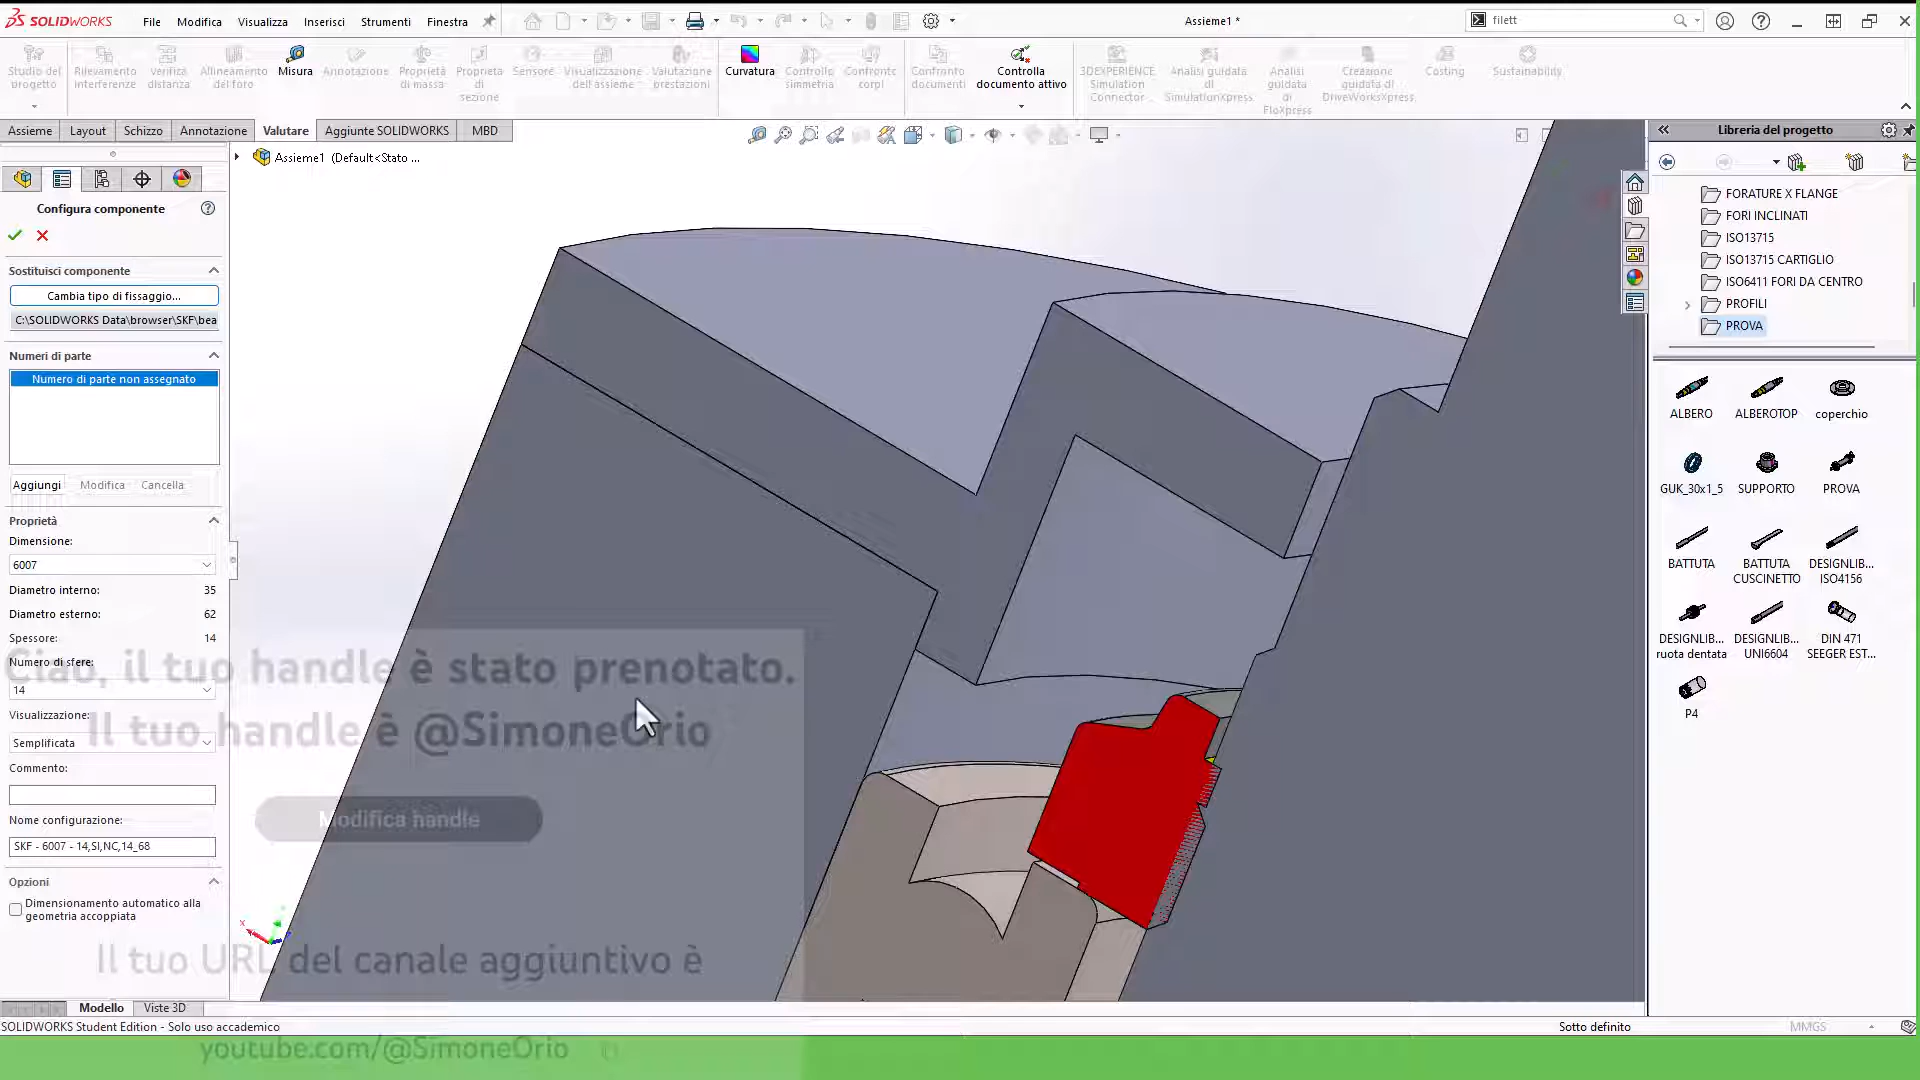 SOLIDWORKS File Modifica Visualizza Inserisci Strumenti Finestra Assieme1 * filett
Studio del progetto
Rilevamento interferenze
Verifica distanza
Allineamento del foro
Misura
Annotazione
Proprietà di massa
Proprietà di sezione
Sensore
Visualizzazione dell'assieme
Valutazione prestazioni
Curvatura
Controllo simmetria
Confronto corpi
Confronto documenti
Controlla documento attivo
3DEXPERIENCE Simulation Connector
Analisi guidata di SimulationXpress
Analisi guidata di FloXpress
Creazione guidata di DriveWorksXpress
Costing
Sustainability
Assieme Layout Schizzo Annotazione Valutare Aggiunte SOLIDWORKS MBD
Assieme1 (Default<Stato ...
Configura componente
Sostituisci componente
Cambia tipo di fissaggio...
C:\SOLIDWORKS Data\browser\SKF\bea
Numeri di parte
Numero di parte non assegnato
Aggiungi Modifica Cancella
Proprietà
Dimensione:
6007
Diametro interno: 35
Diametro esterno: 62
Spessore: 14
Numero di sfere:
14
Visualizzazione:
Semplificata
Commento:
Nome configurazione:
SKF - 6007 - 14,SI,NC,14_68
Opzioni
Dimensionamento automatico alla
geometria accoppiata
Ciao, il tuo handle è stato prenotato.
Il tuo handle è @SimoneOrio
Modifica handle
Il tuo URL del canale aggiuntivo è
youtube.com/@SimoneOrio
X
Libreria del progetto
FORATURE X FLANGE
FORI INCLINATI
ISO13715
ISO13715 CARTIGLIO
ISO6411 FORI DA CENTRO
PROFILI
PROVA
ALBERO ALBEROTOP coperchio
GUK_30x1_5 SUPPORTO PROVA
BATTUTA
BATTUTA CUSCINETTO
DESIGNLIB... ISO4156
DESIGNLIB... ruota dentata
DESIGNLIB... UNI6604
DIN 471 SEEGER EST...
P4
Modello Viste 3D
SOLIDWORKS Student Edition - Solo uso accademico
Sotto definito MMGS